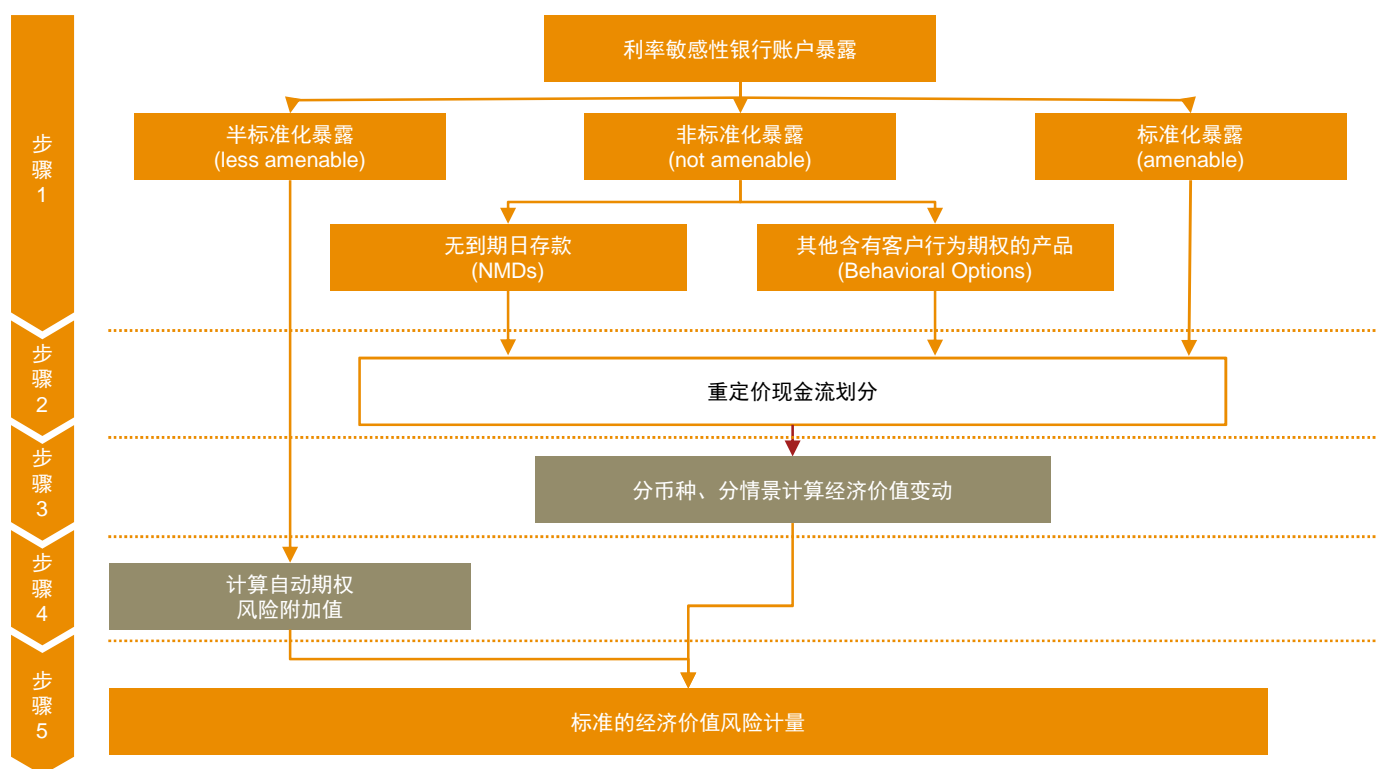 步
骤
1
利率敏感性银行账户暴露
半标准化暴露
(less amenable)
非标准化暴露
(not amenable)
标准化暴露
(amenable)
无到期日存款
(NMDs)
其他含有客户行为期权的产品
(Behavioral Options)
步
骤
2
重定价现金流划分
步
骤
3
分币种、分情景计算经济价值变动
步
骤
4
计算自动期权
风险附加值
步
骤
5
标准的经济价值风险计量